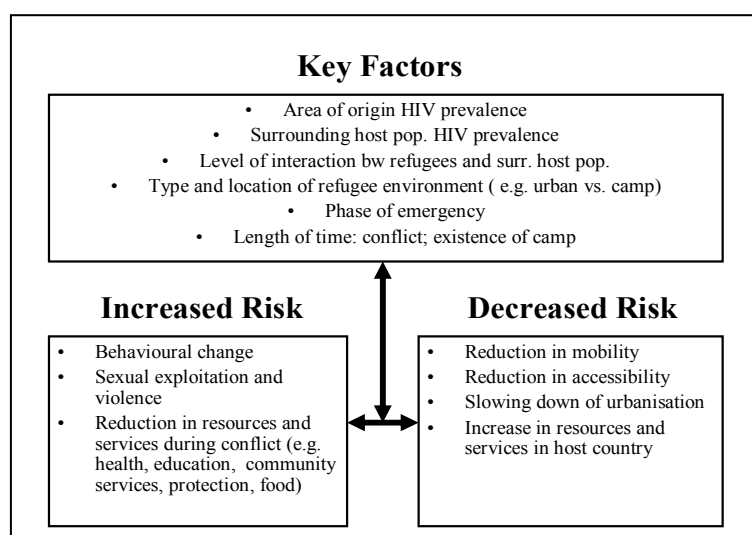 Key Factors
• Area of origin HIV prevalence
• Surrounding host pop. HIV prevalence
• Level of interaction bw refugees and surr. host pop.
• Type and location of refugee environment ( e.g. urban vs. camp)
• Phase of emergency
• Length of time: conflict; existence of camp
Increased Risk
• Behavioural change
• Sexual exploitation and
violence
• Reduction in resources and
services during conflict (e.g.
health, education, community
services, protection, food)
Decreased Risk
• Reduction in mobility
• Reduction in accessibility
• Slowing down of urbanisation
• Increase in resources and
services in host country